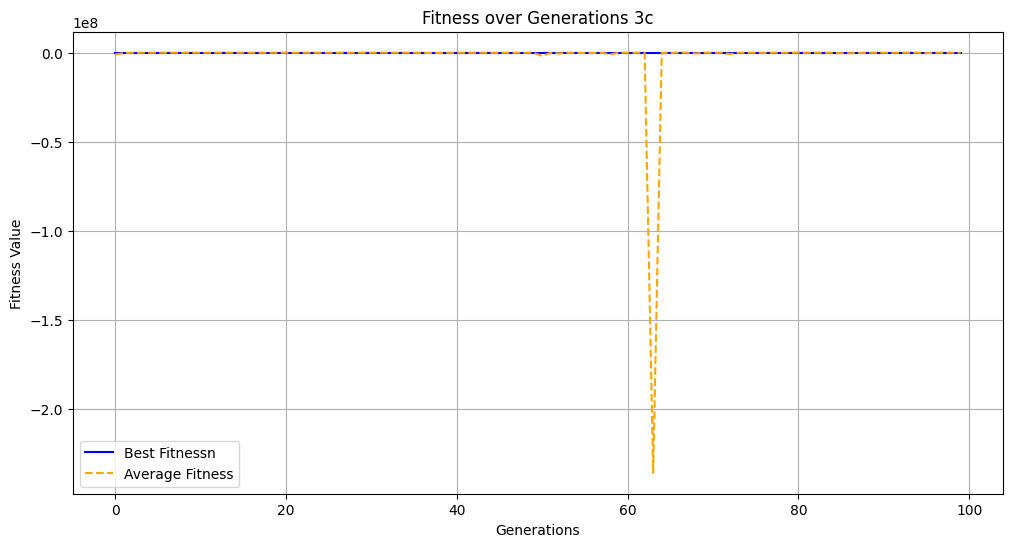 Fitness over Generations 3c
1e8
0.0
−0.5
−1.0
−1.5
−2.0
Fitness Value
Best Fitnessn
Average Fitness
0 20 40 60 80 100
Generations